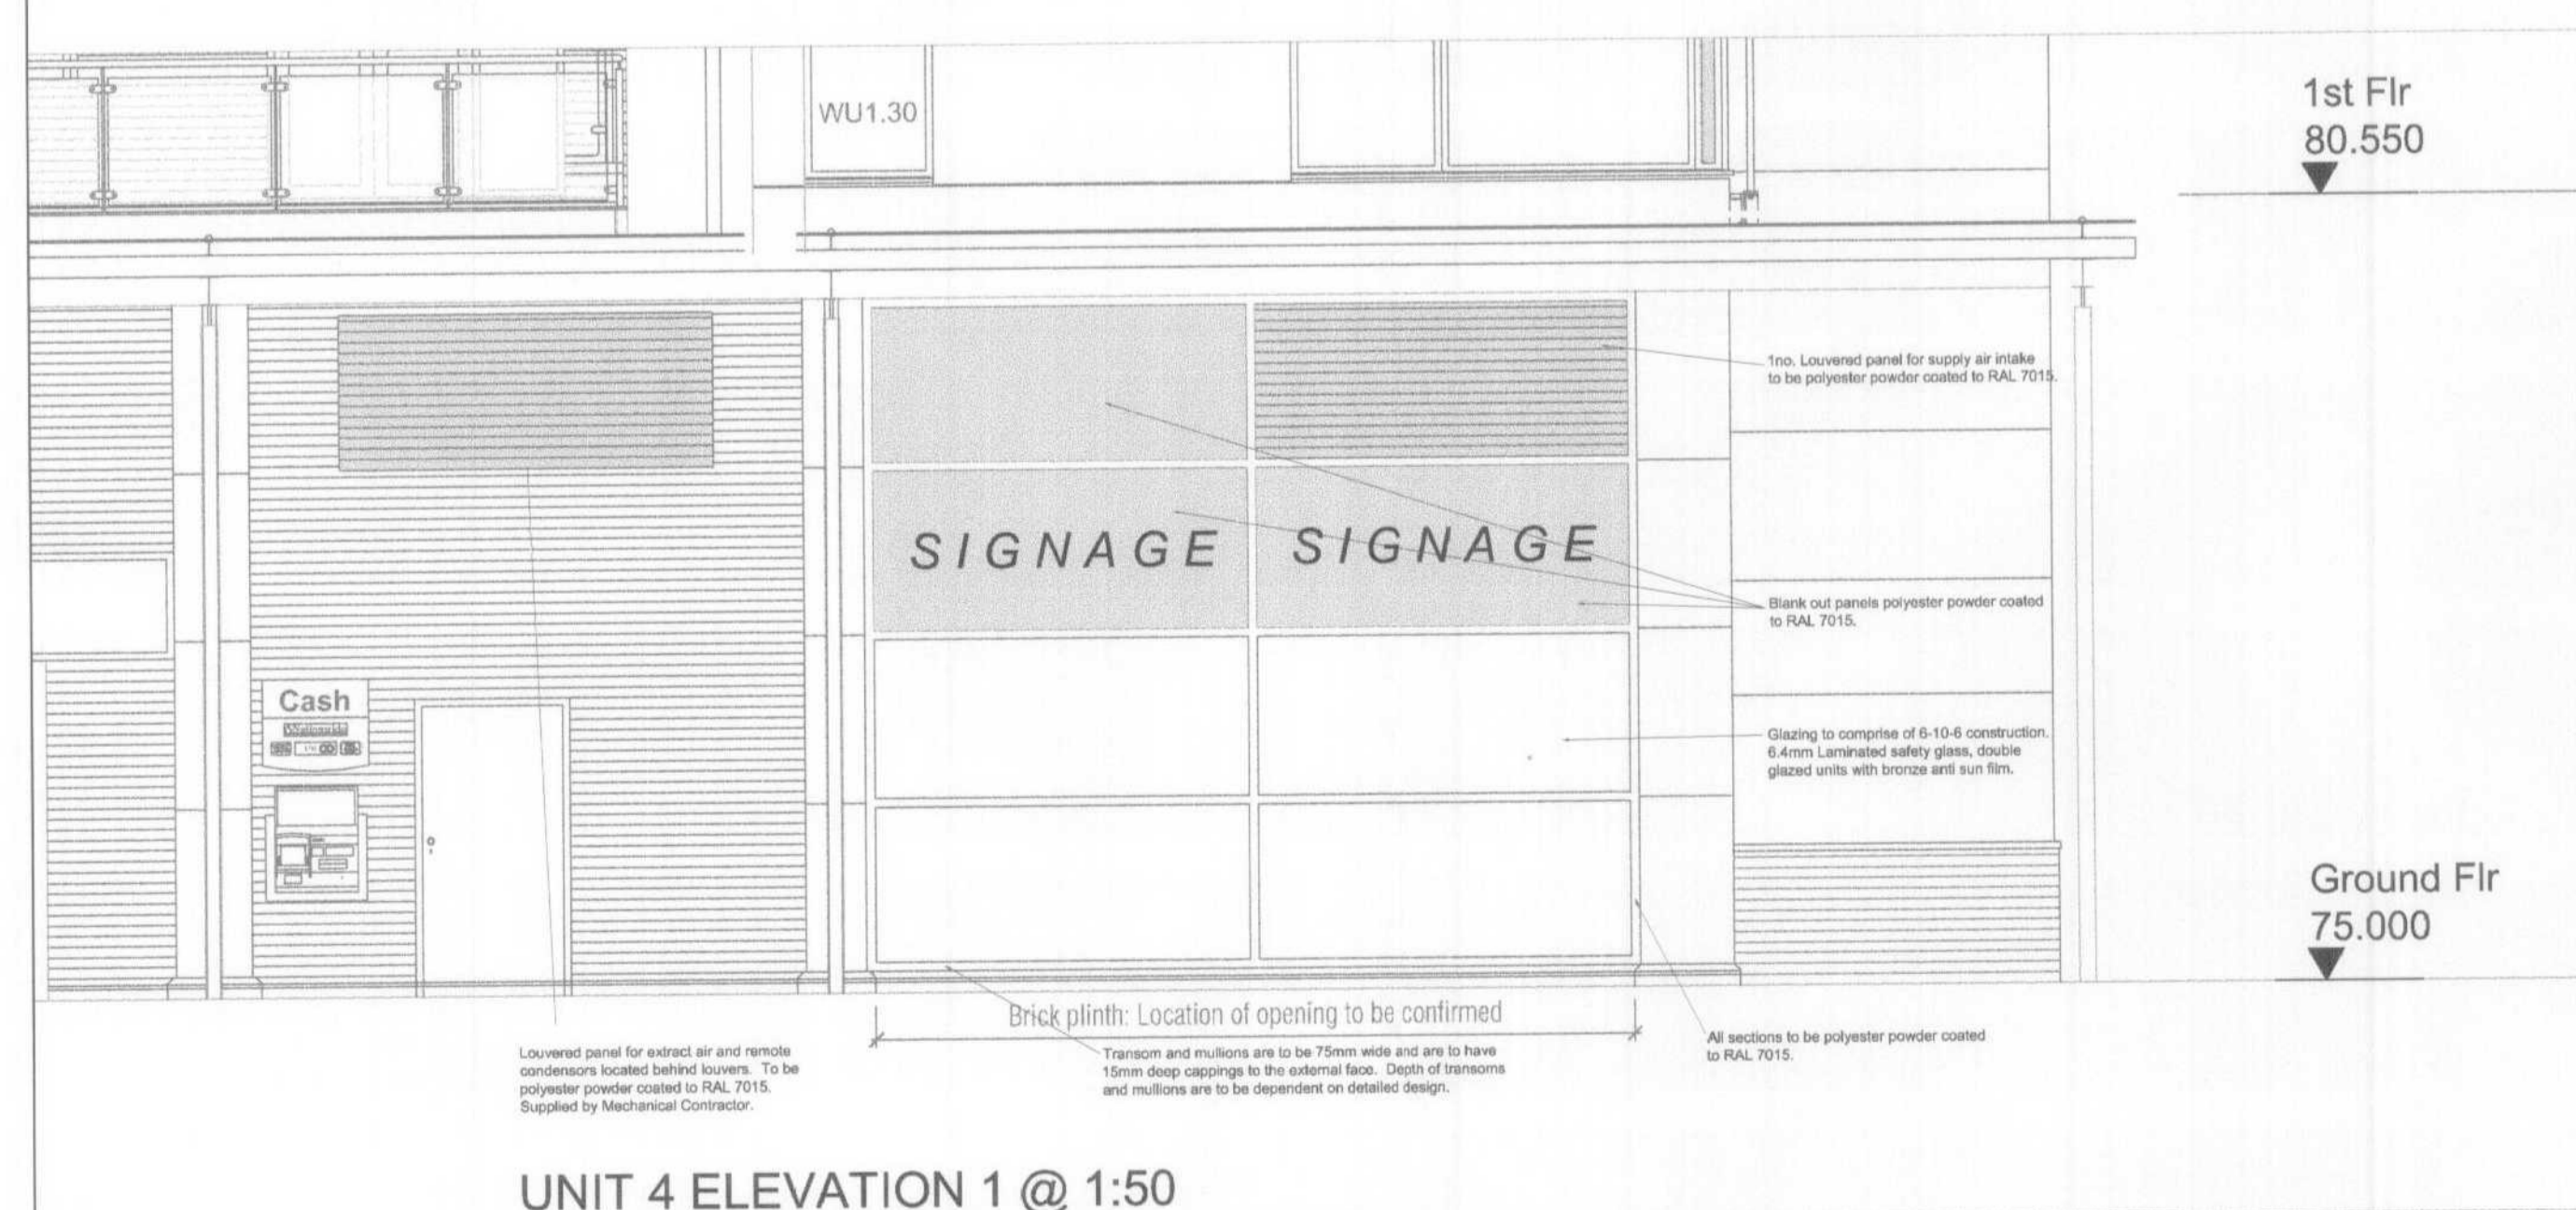 WU1.30
1st Flr
80.550
1no. Louvered panel for supply air intake
to be polyester powder coated to RAL 7015.
SIGNAGE SIGNAGE
Blank out panels polyester powder coated
to RAL 7015.
Cash
Nationwide
Glazing to comprise of 6-10-6 construction.
6.4mm Laminated safety glass, double
glazed units with bronze anti sun film.
Ground Flr
75.000
Brick plinth: Location of opening to be confirmed
Louvered panel for extract air and remote
condensors located behind louvers. To be
polyester powder coated to RAL 7015.
Supplied by Mechanical Contractor.
Transom and mullions are to be 75mm wide and are to have
15mm deep cappings to the external face. Depth of transoms
and mullions are to be dependent on detailed design.
All sections to be polyester powder coated
to RAL 7015.
UNIT 4 ELEVATION 1 @ 1:50